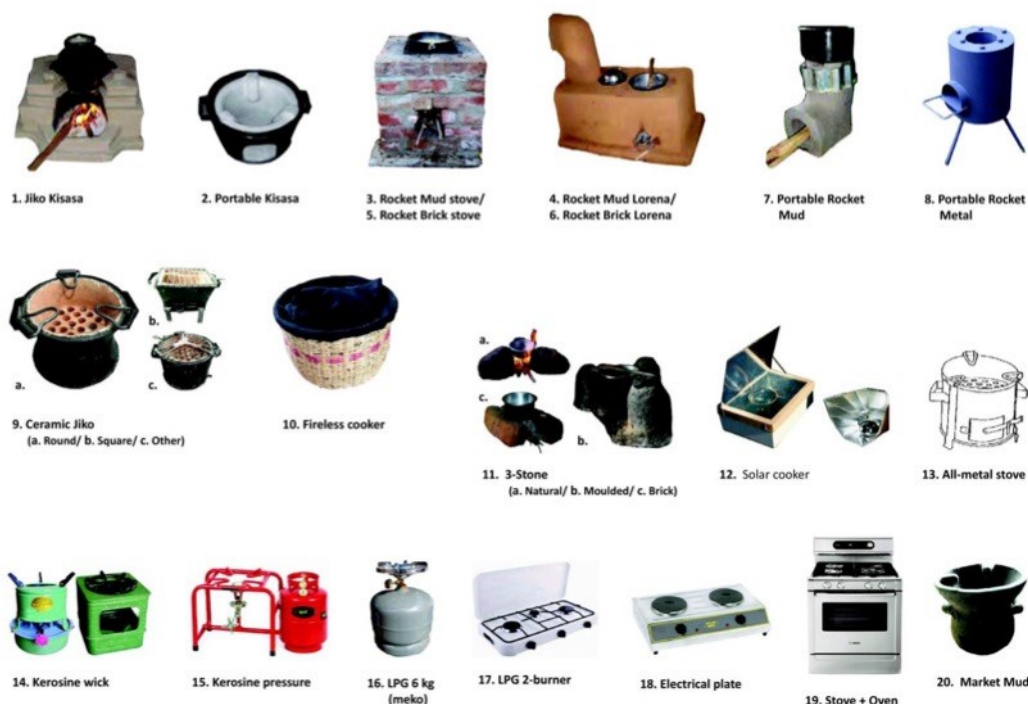 1. Jiko Kisasa
2. Portable Kisasa
3. Rocket Mud stove/
5. Rocket Brick stove
4. Rocket Mud Lorena/
6. Rocket Brick Lorena
7. Portable Rocket
Mud
8. Portable Rocket
Metal
a.
b.
c.
9. Ceramic Jiko
(a. Round/ b. Square/ c. Other)
10. Fireless cooker
a.
c.
b.
11. 3-Stone
(a. Natural/ b. Moulded/ c. Brick)
12. Solar cooker
13. All-metal stove
14. Kerosine wick
15. Kerosine pressure
16. LPG 6 kg
(meko)
17. LPG 2-burner
18. Electrical plate
19. Stove + Oven
20. Market Mud